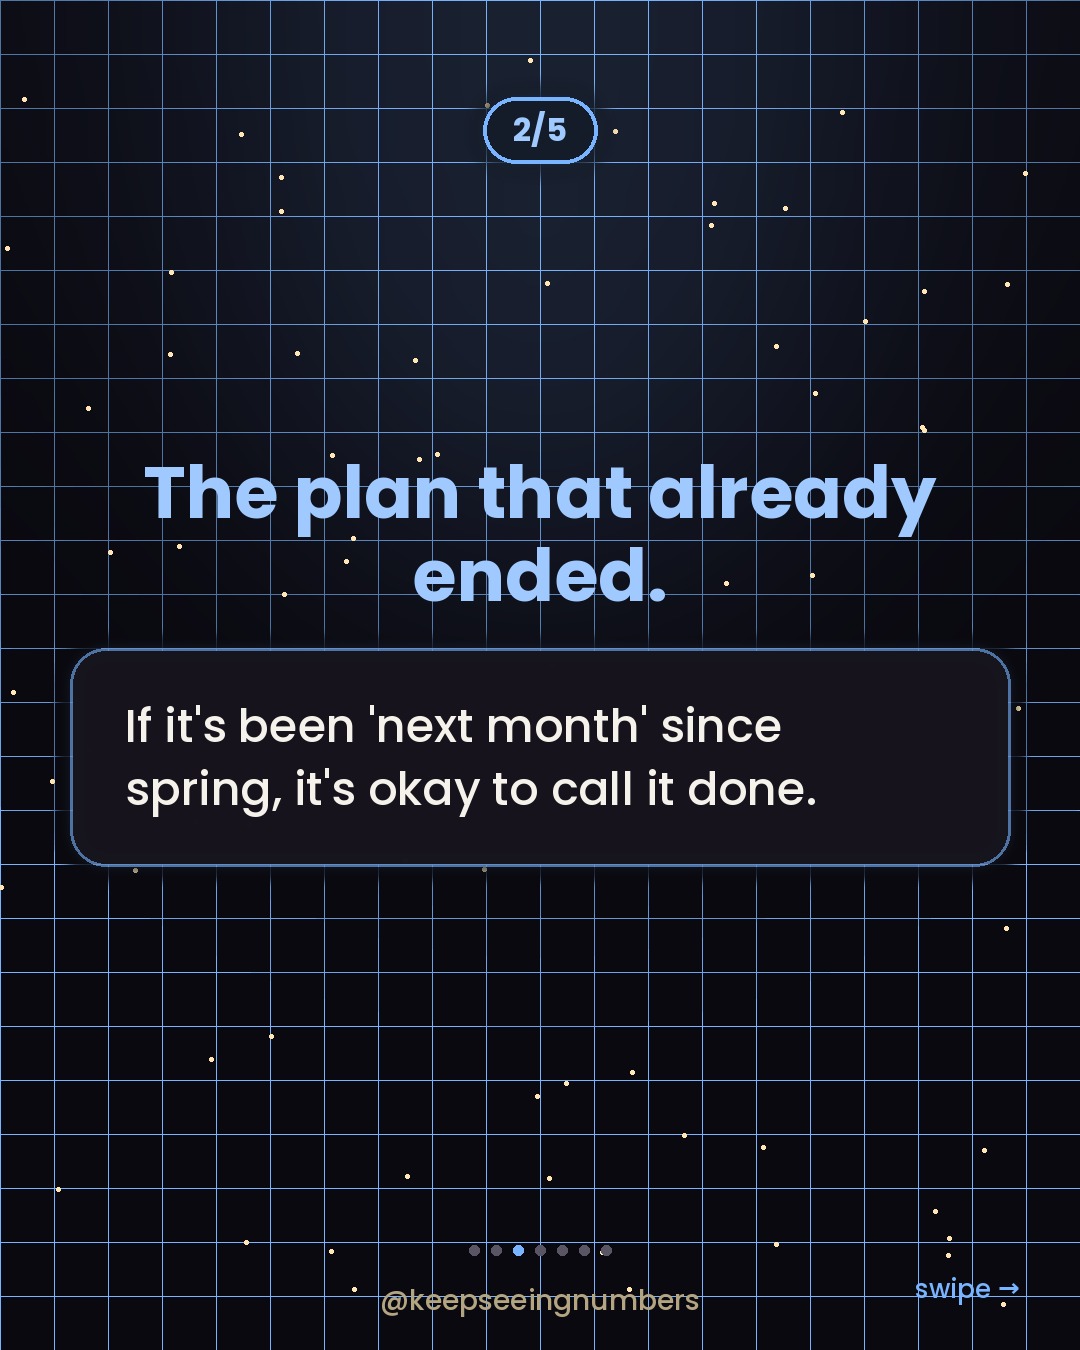 2/5
The plan that already
ended.
If it's been 'next month' since
spring, it's okay to call it done.
@keepseeingnumbers
swipe →